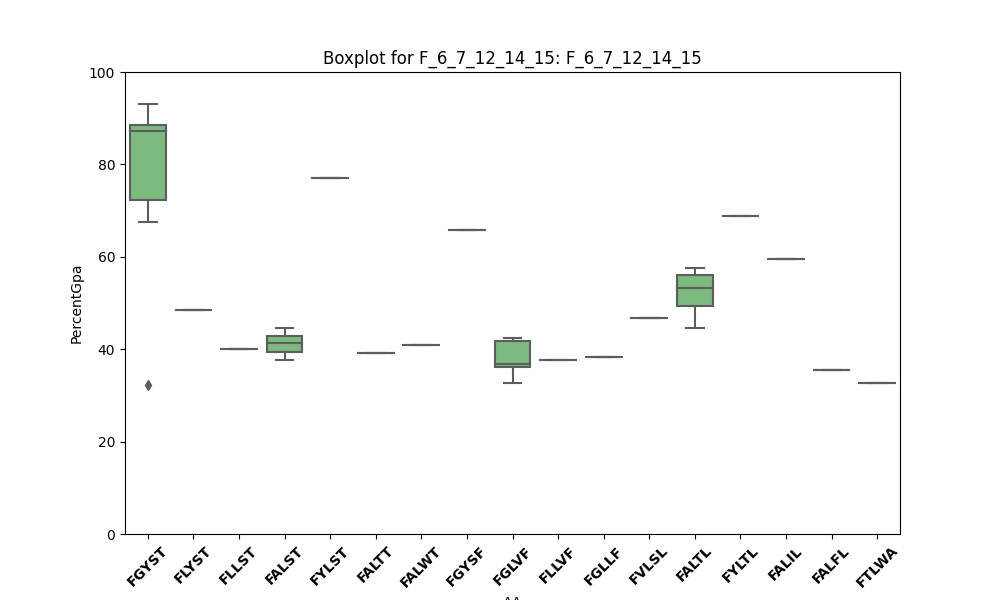 Boxplot for F_6_7_12_14_15: F_6_7_12_14_15
100
80
60
40
20
0
PercentGpa
FGYST FLYST FLLST FALST FYLST FALTT FALWT FGYSF FGLVF FLLVF FGLLF FVLSL FALTL FYLTL FALIL FALFL FTLWA